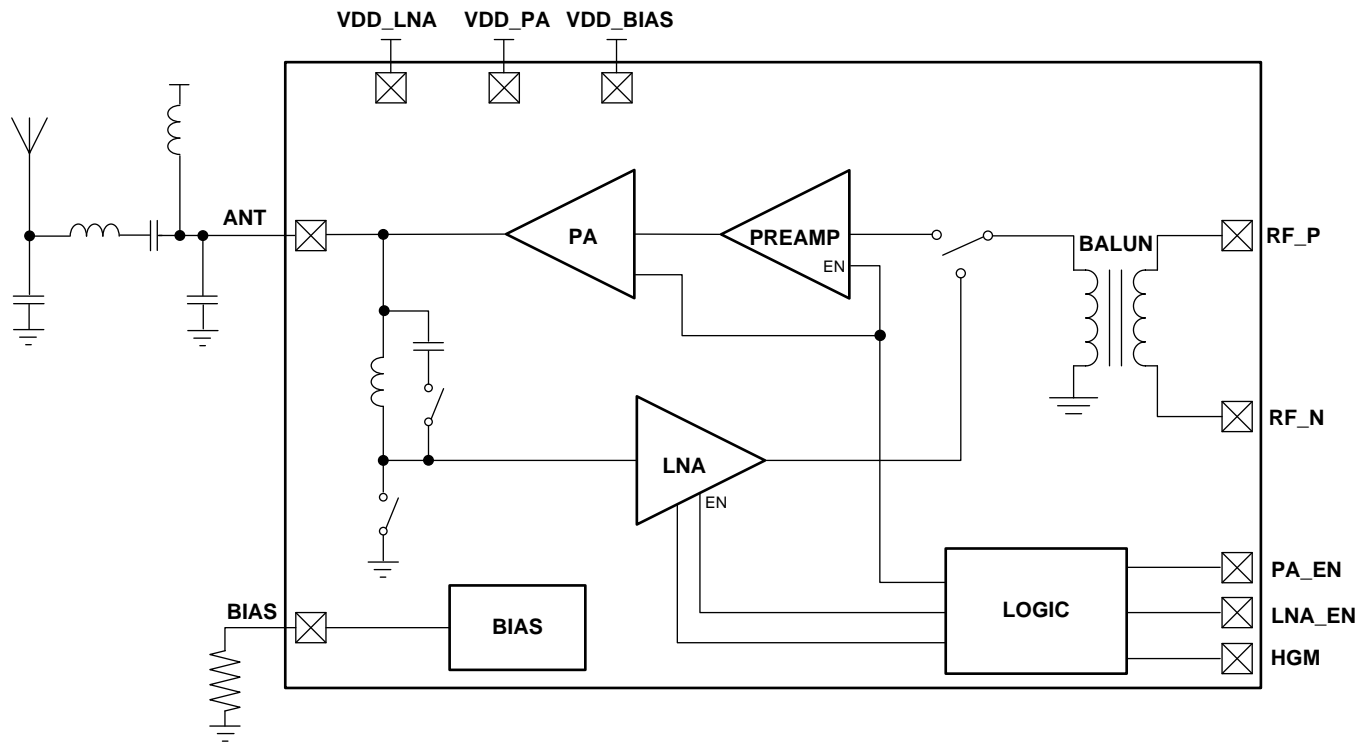 VDD_LNA VDD_PA VDD_BIAS
ANT
PA
PREAMP
EN
BALUN
RF_P
RF_N
LNA
EN
PA_EN
LOGIC
LNA_EN
HGM
BIAS
BIAS